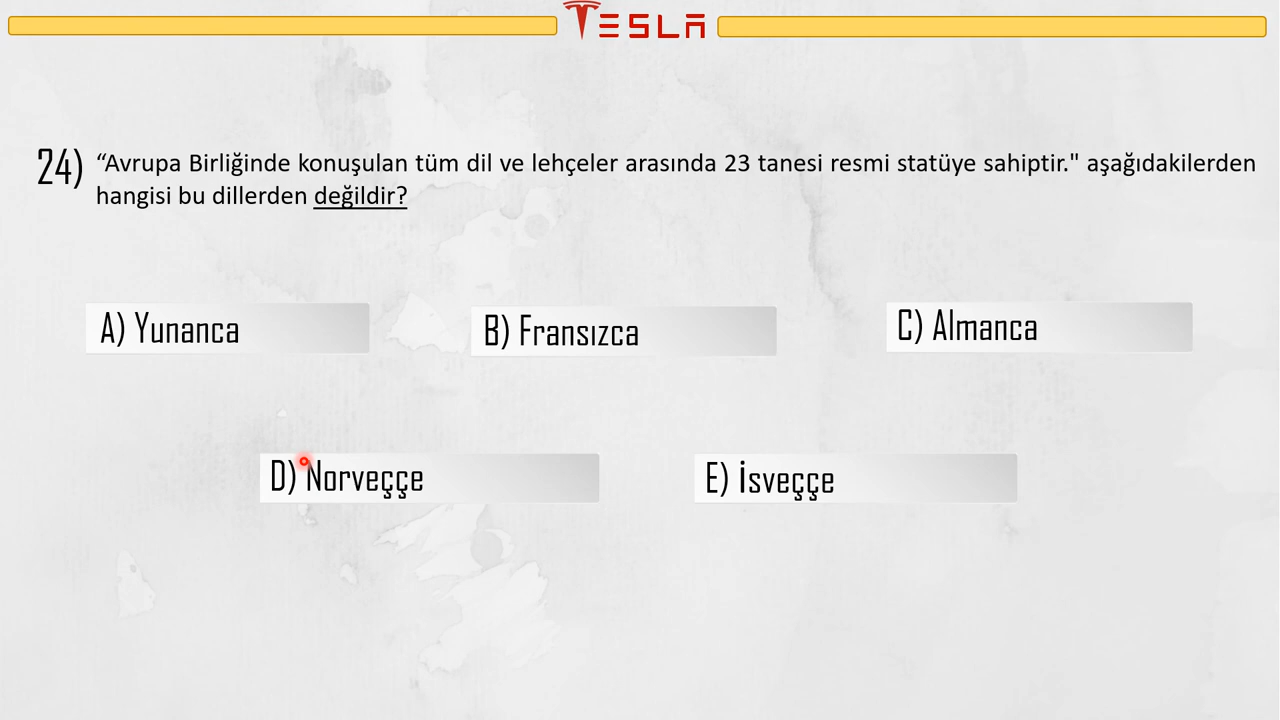 TESLA
24) “Avrupa Birliğinde konuşulan tüm dil ve lehçeler arasında 23 tanesi resmi statüye sahiptir." aşağıdakilerden
hangisi bu dillerden değildir?
A) Yunanca
B) Fransızca
C) Almanca
D) Norveççe
E) İsveççe